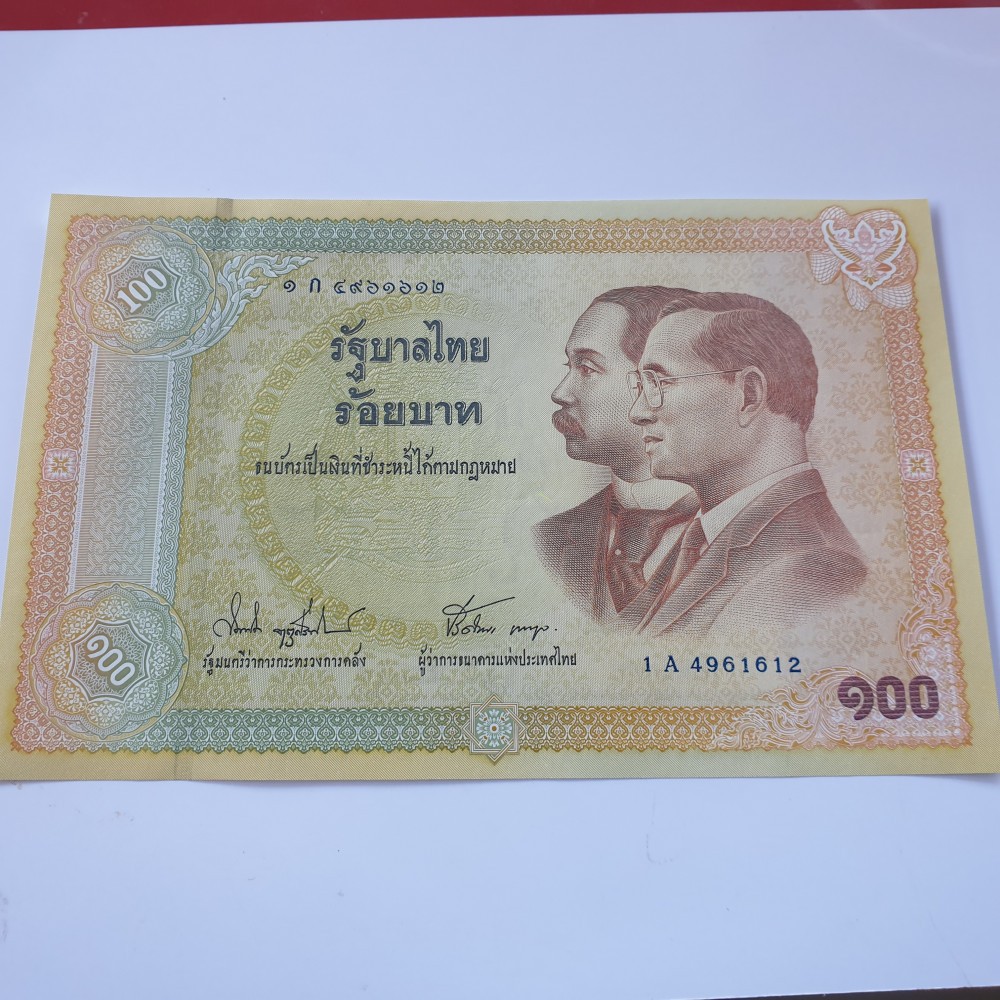 100
๑ ก ๔๙๖๑๖๑๒
รัฐบาลไทย
ร้อยบาท
ธนบัตรเป็นเงินที่ชำระหนี้ได้ตามกฎหมาย
รัฐมนตรีว่าการกระทรวงการคลัง
ผู้ว่าการธนาคารแห่งประเทศไทย
1 A 4961612
๑๐๐
๑๐๐